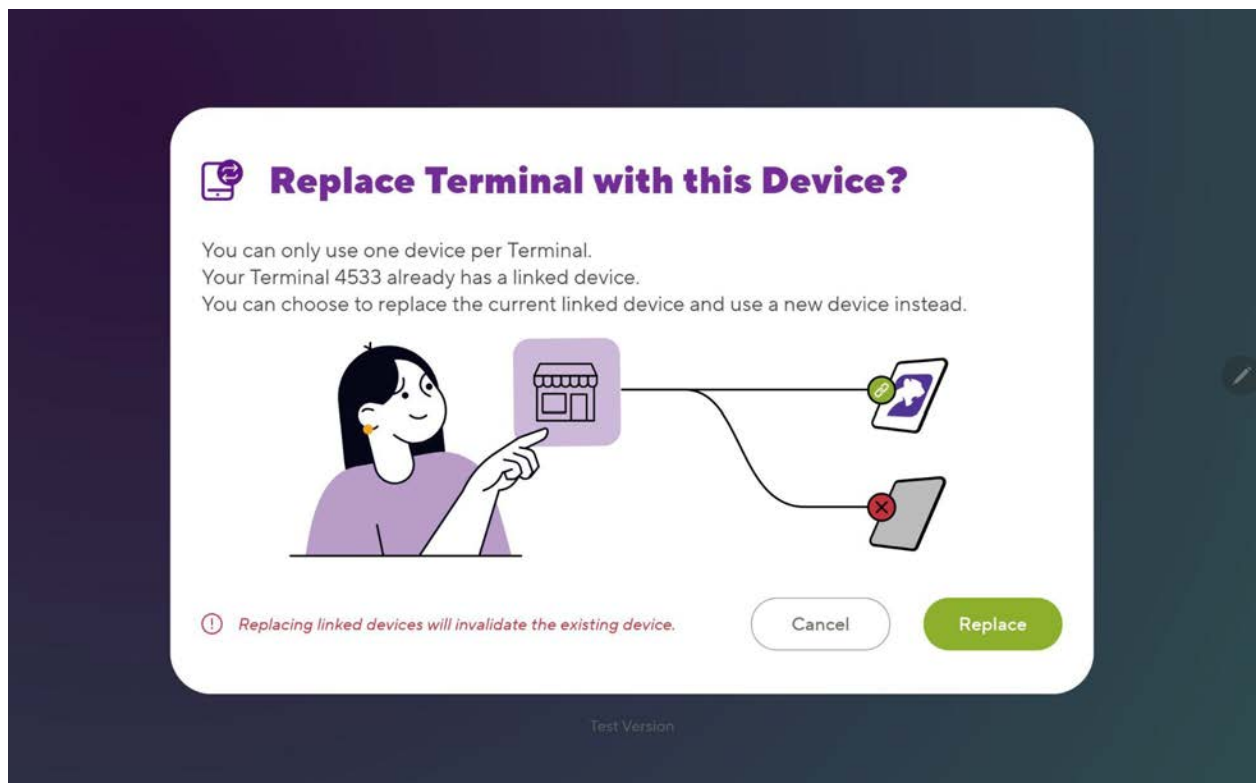 Replace Terminal with this Device?
You can only use one device per Terminal.
Your Terminal 4533 already has a linked device.
You can choose to replace the current linked device and use a new device instead.
Replacing linked devices will invalidate the existing device.
Cancel
Replace
Test Version